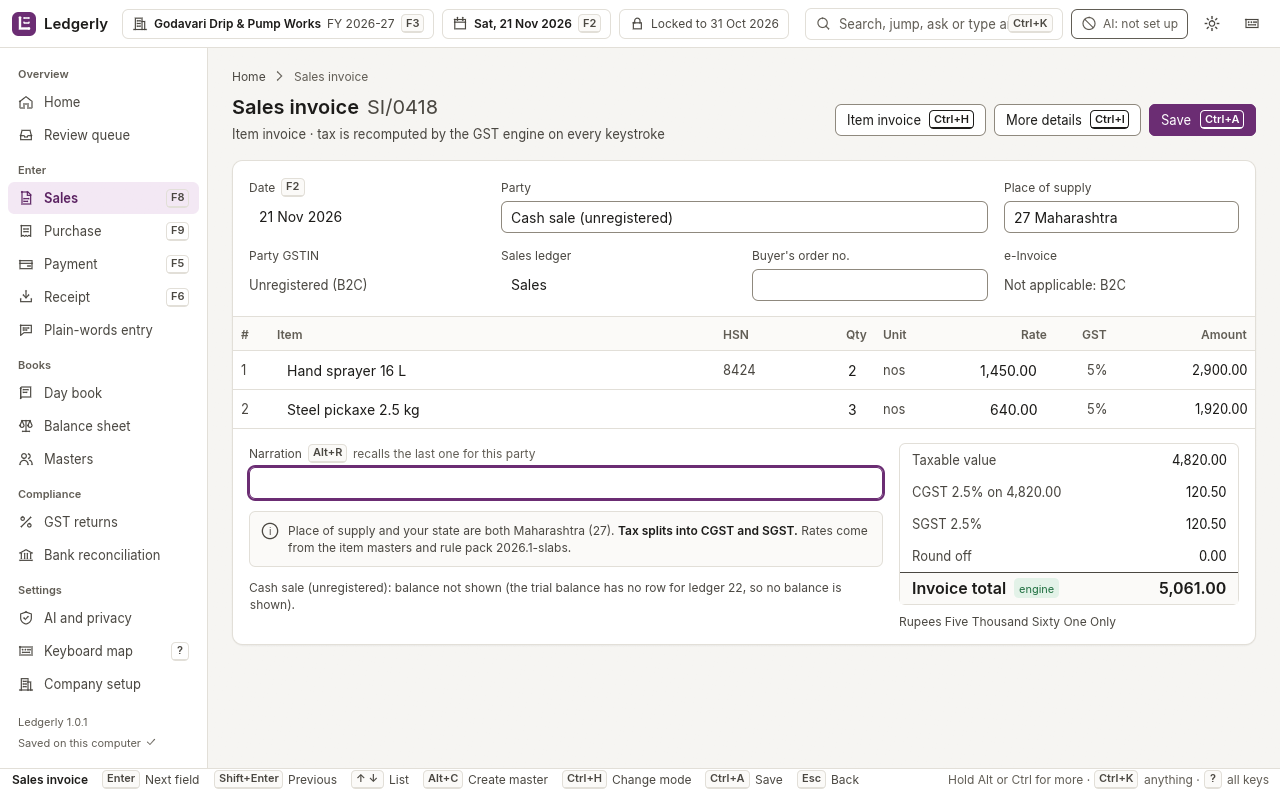 Ledgerly
Godavari Drip & Pump Works FY 2026-27 F3
Sat, 21 Nov 2026 F2
Locked to 31 Oct 2026
Search, jump, ask or type a Ctrl+K
AI: not set up
Overview
Home
Review queue
Enter
Sales F8
Purchase F9
Payment F5
Receipt F6
Plain-words entry
Books
Day book
Balance sheet
Masters
Compliance
GST returns
Bank reconciliation
Settings
AI and privacy
Keyboard map ?
Company setup
Ledgerly 1.0.1
Saved on this computer
Home Sales invoice
Sales invoice SI/0418
Item invoice · tax is recomputed by the GST engine on every keystroke
Item invoice Ctrl+H
More details Ctrl+I
Save Ctrl+A
Date F2
21 Nov 2026
Party
Cash sale (unregistered)
Place of supply
27 Maharashtra
Party GSTIN
Unregistered (B2C)
Sales ledger
Sales
Buyer's order no.
e-Invoice
Not applicable: B2C
# Item HSN Qty Unit Rate GST Amount
1 Hand sprayer 16 L 8424 2 nos 1,450.00 5% 2,900.00
2 Steel pickaxe 2.5 kg 3 nos 640.00 5% 1,920.00
Narration Alt+R recalls the last one for this party
Place of supply and your state are both Maharashtra (27). Tax splits into CGST and SGST. Rates come
from the item masters and rule pack 2026.1-slabs.
Cash sale (unregistered): balance not shown (the trial balance has no row for ledger 22, so no balance is
shown).
Taxable value 4,820.00
CGST 2.5% on 4,820.00 120.50
SGST 2.5% 120.50
Round off 0.00
Invoice total engine 5,061.00
Rupees Five Thousand Sixty One Only
Sales invoice Enter Next field Shift+Enter Previous ↑ ↓ List Alt+C Create master Ctrl+H Change mode Ctrl+A Save Esc Back Hold Alt or Ctrl for more · Ctrl+K anything · ? all keys